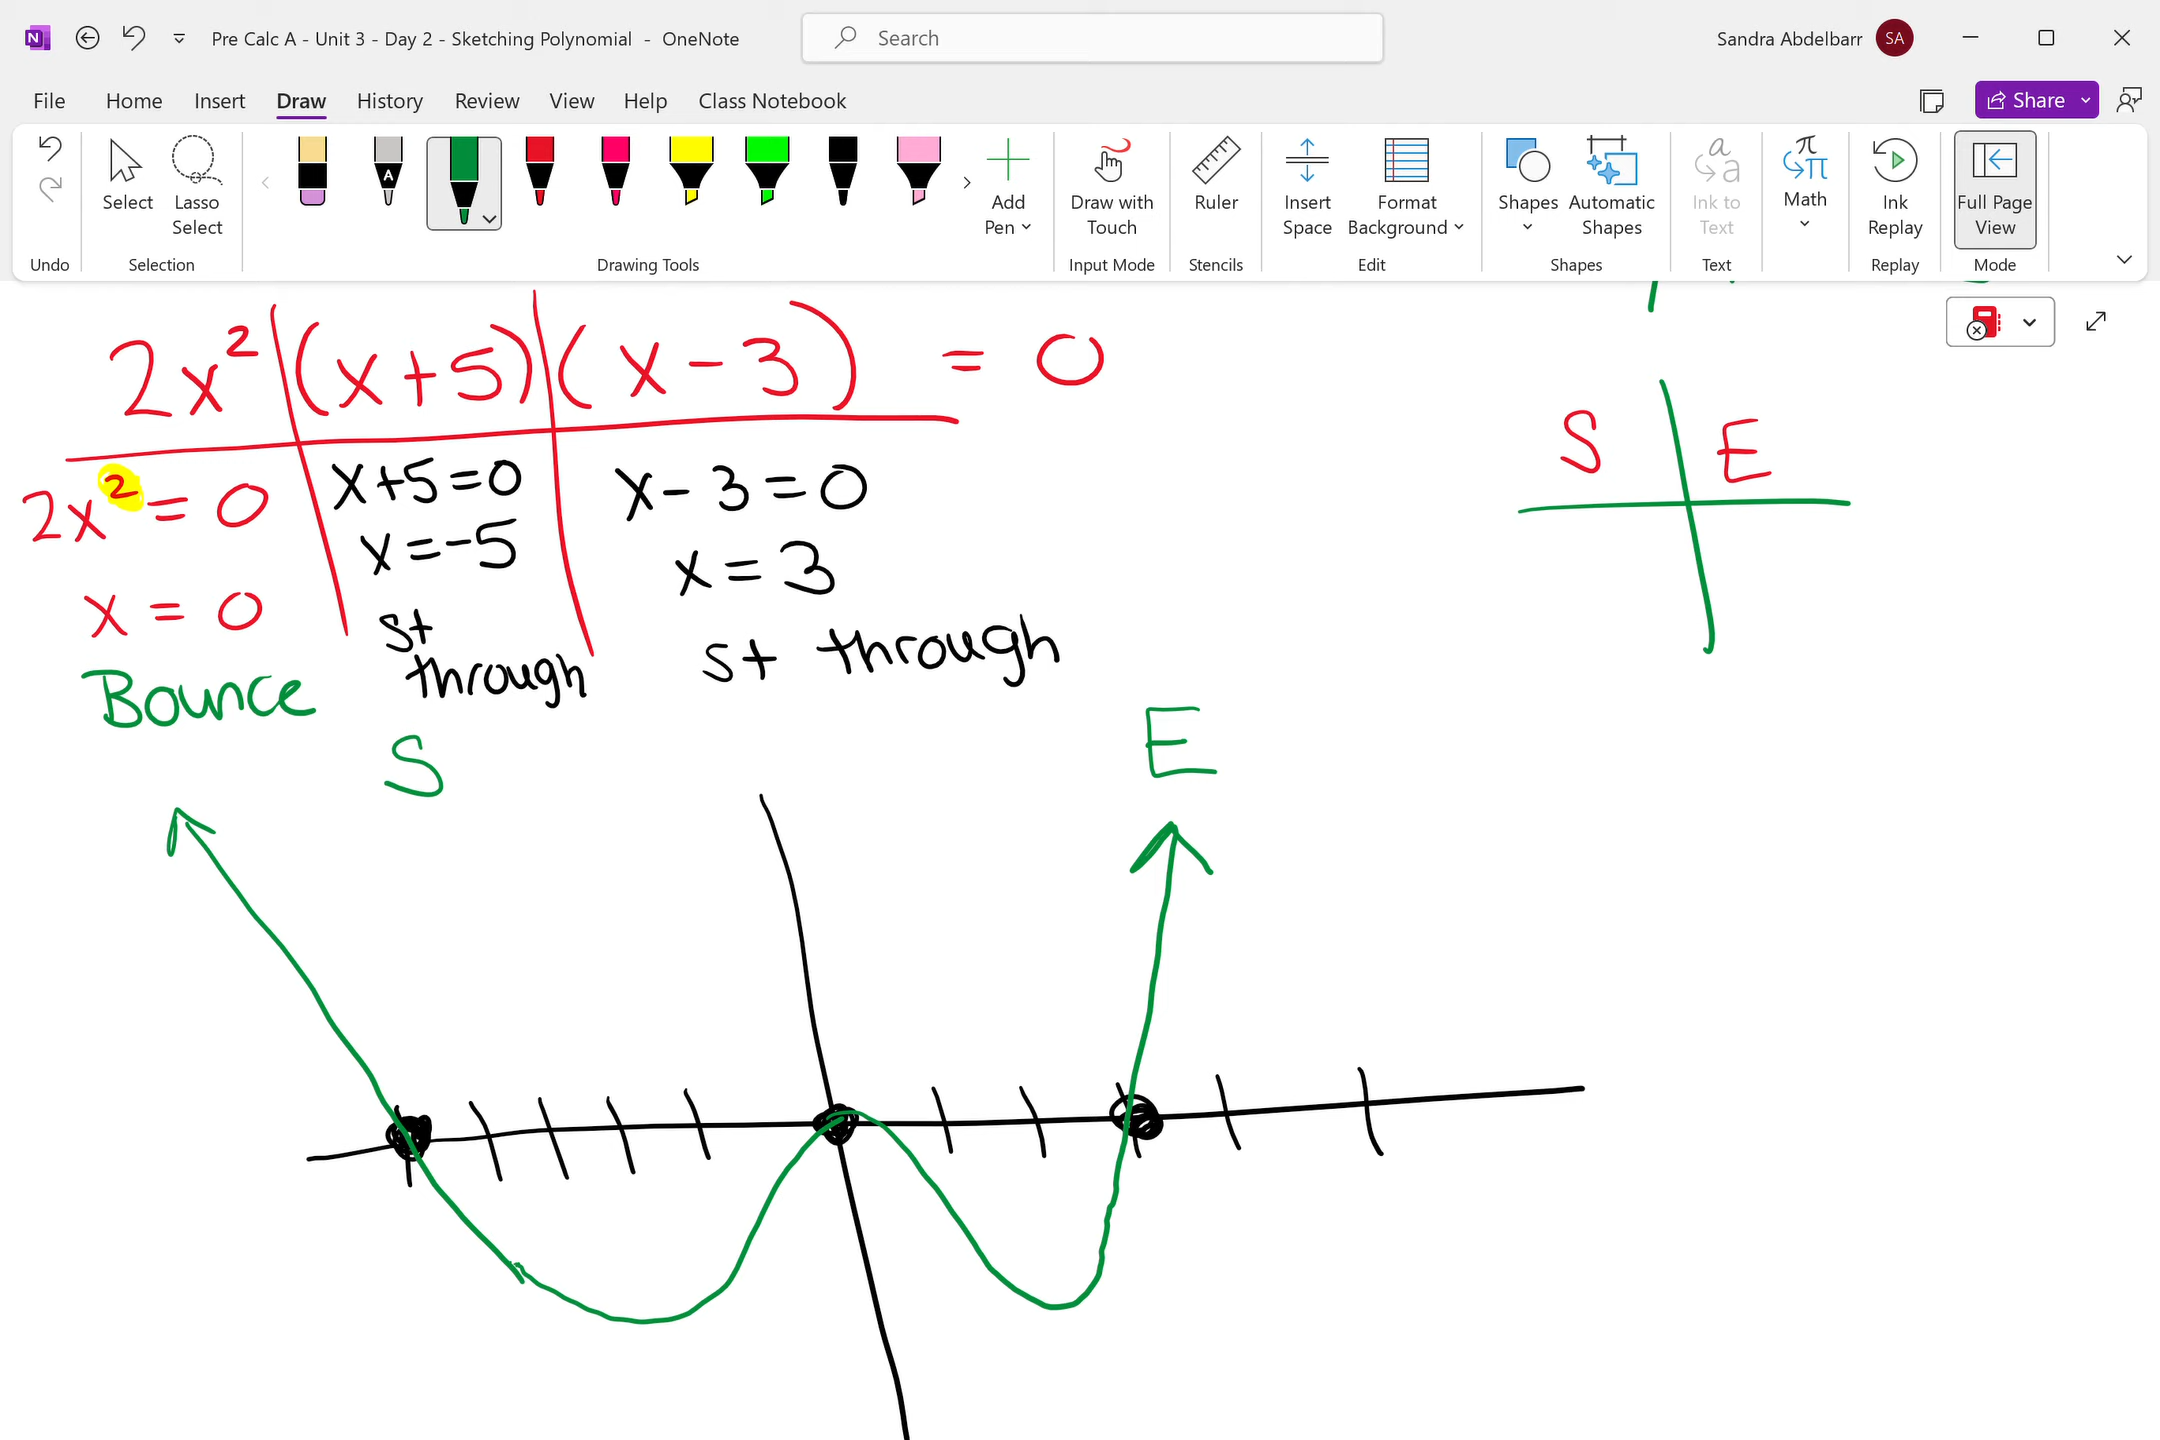 Pre Calc A - Unit 3 - Day 2 - Sketching Polynomial - OneNote
Search
Sandra Abdelbarr SA
File Home Insert Draw History Review View Help Class Notebook
Share
Select
Lasso Select
A
Add Pen
Draw with Touch
Ruler
Insert Space
Format Background
Shapes
Automatic Shapes
Ink to Text
Math
Ink Replay
Full Page View
Undo Selection Drawing Tools Input Mode Stencils Edit Shapes Text Replay Mode
2x² (x+5) (x-3) = 0
S E
2x² = 0
x = 0
Bounce
x+5=0
x=-5
st
through
x-3=0
x=3
st through
S
E